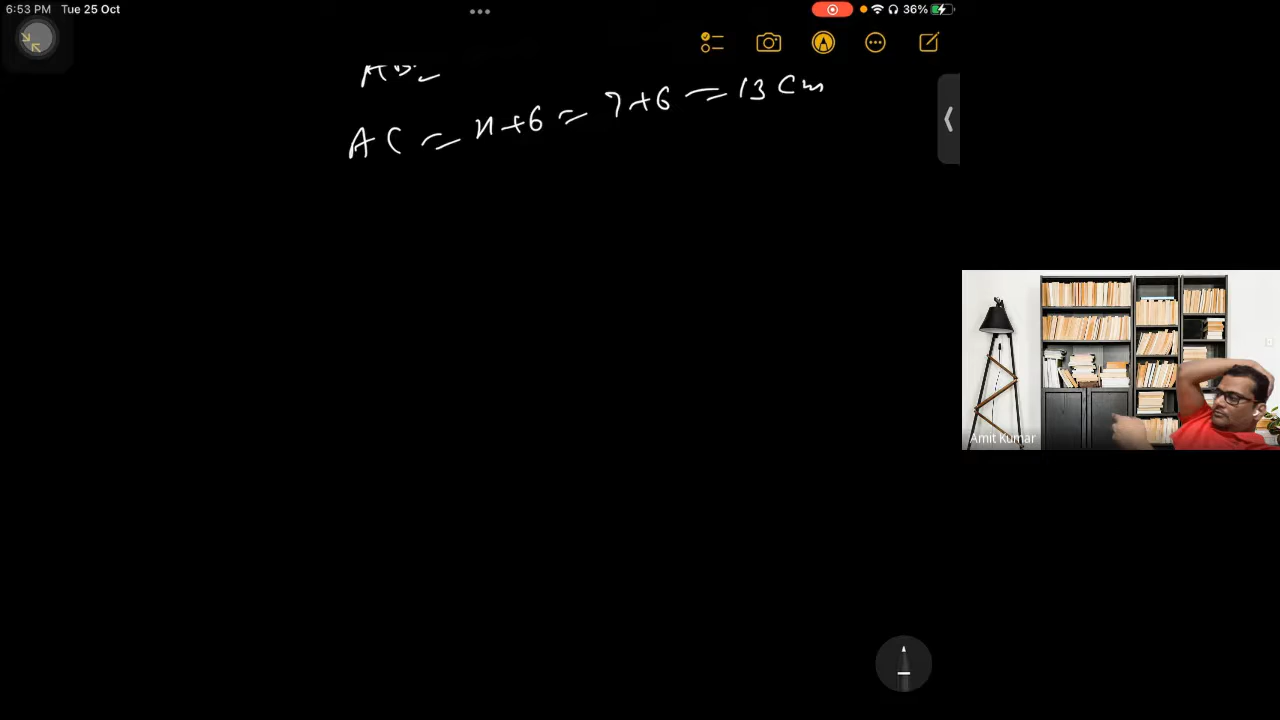 6:53 PM Tue 25 Oct
36%
AC = x+6 = 7+6 = 13 Cm
Amit Kumar